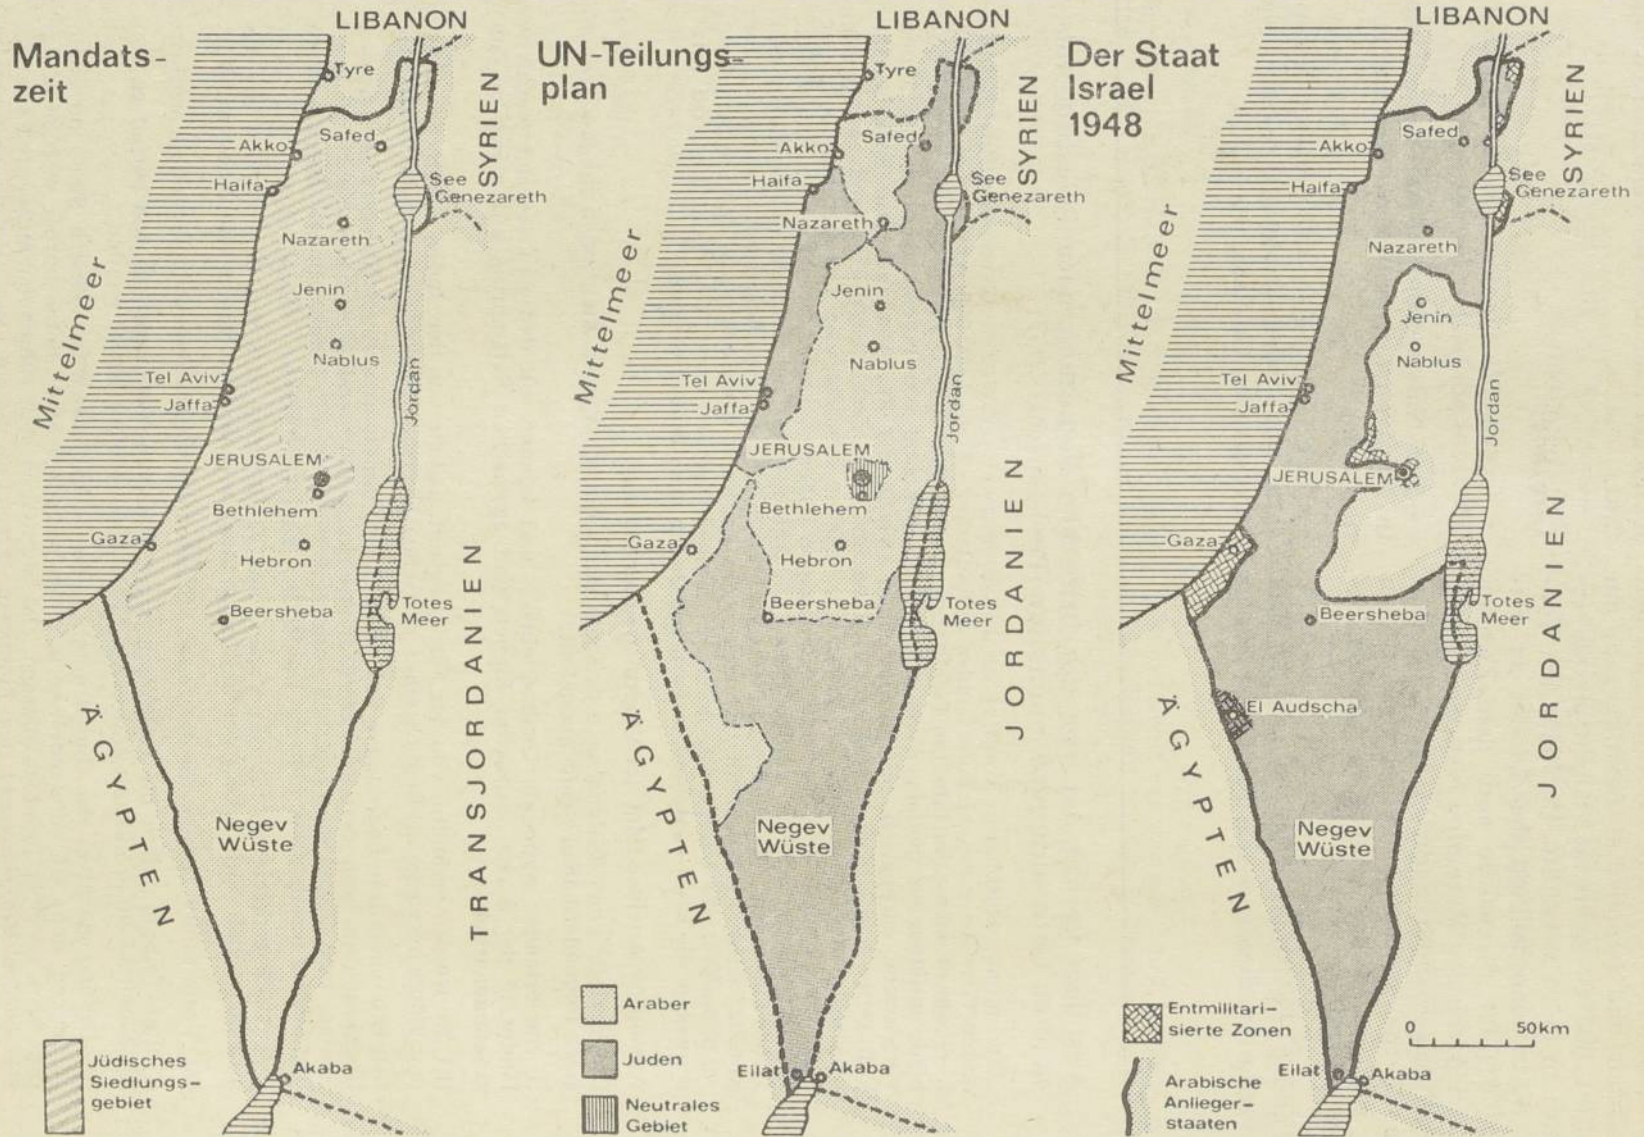 Mandats-
zeit
LIBANON
Tyre
SYRIEN
Safed
Akko
Haifa
See
Genezareth
Nazareth
Mittelmeer
Jenin
Nablus
Tel Aviv
Jaffa
Jordan
JERUSALEM
Bethlehem
Gaza
Hebron
Beersheba
Totes
Meer
ÄGYPTEN
TRANSJORDANIEN
Negev
Wüste
Akaba
Jüdisches
Siedlungs-
gebiet
UN-Teilungs-
plan
LIBANON
Tyre
SYRIEN
Safed
Akko
Haifa
See
Genezareth
Nazareth
Mittelmeer
Jenin
Nablus
Tel Aviv
Jaffa
Jordan
JERUSALEM
Bethlehem
Gaza
Hebron
Beersheba
Totes
Meer
ÄGYPTEN
JORDANIEN
Negev
Wüste
Eilat
Akaba
Araber
Juden
Neutrales
Gebiet
Der Staat
Israel
1948
LIBANON
SYRIEN
Safed
Akko
Haifa
See
Genezareth
Nazareth
Mittelmeer
Jenin
Nablus
Tel Aviv
Jaffa
Jordan
JERUSALEM
Gaza
Beersheba
Totes
Meer
El Audscha
ÄGYPTEN
JORDANIEN
Negev
Wüste
Eilat
Akaba
Entmilitari-
sierte Zonen
0 50km
Arabische
Anlieger-
staaten